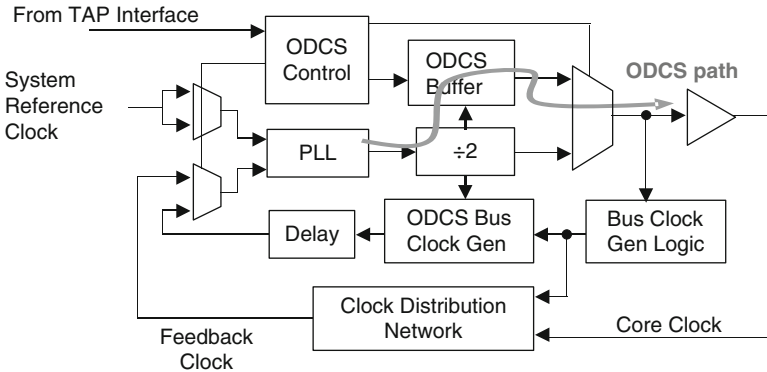 From TAP Interface
ODCS
Control
ODCS
Buffer
ODCS path
System
Reference
Clock
PLL
÷2
Delay
ODCS Bus
Clock Gen
Bus Clock
Gen Logic
Clock Distribution
Network
Core Clock
Feedback
Clock